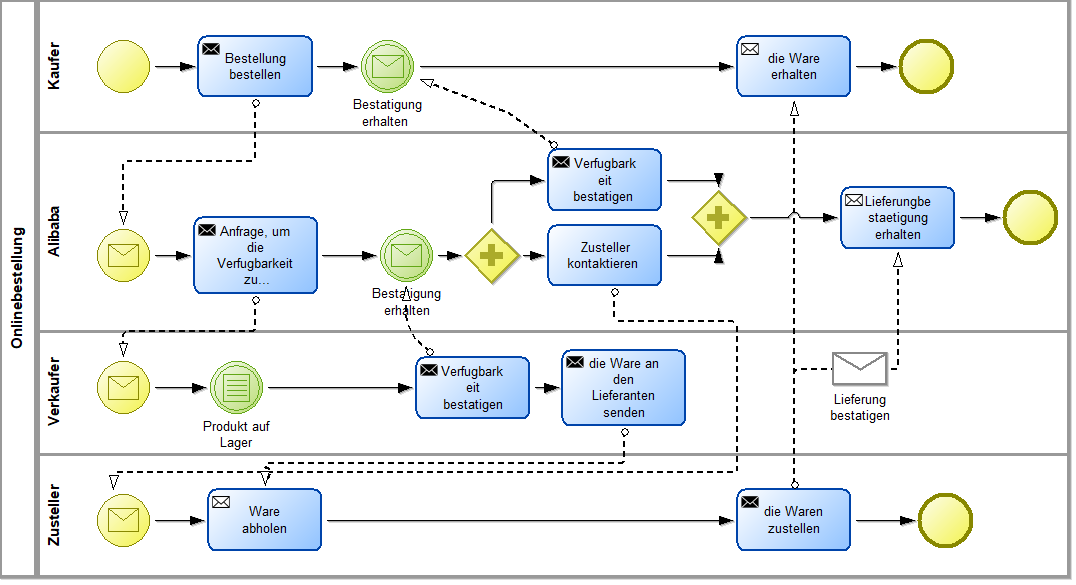 Onlinebestellung
Kaufer
Bestellung
bestellen
Bestatigung
erhalten
die Ware
erhalten
Alibaba
Anfrage, um
die
Verfugbarkeit
zu...
Bestatigung
erhalten
Verfugbark
eit
bestatigen
Zusteller
kontaktieren
Lieferungbe
staetigung
erhalten
Verkaufer
Produkt auf
Lager
Verfugbark
eit
bestatigen
die Ware an
den
Lieferanten
senden
Lieferung
bestatigen
Zusteller
Ware
abholen
die Waren
zustellen